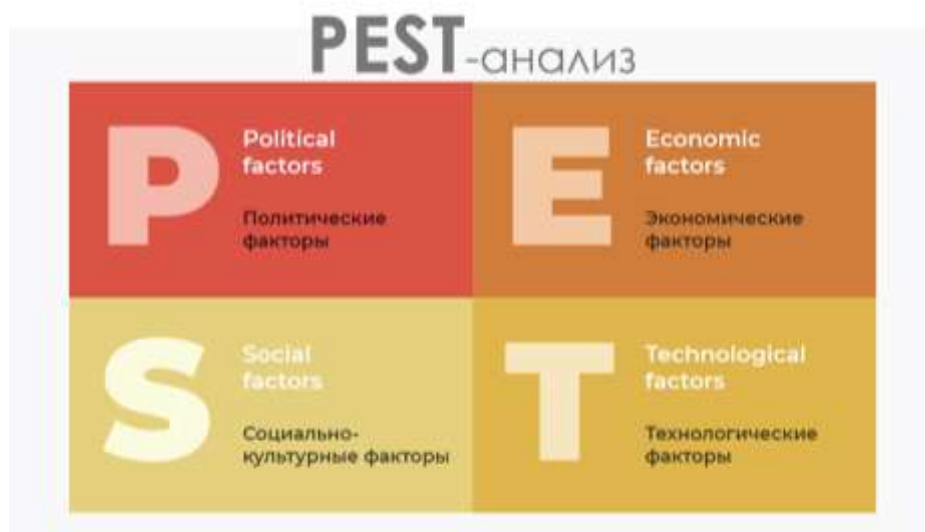 PEST-анализ
P
Political
factors
Политические
факторы
E
Economic
factors
Экономические
факторы
S
Social
factors
Социально-
культурные факторы
T
Technological
factors
Технологические
факторы